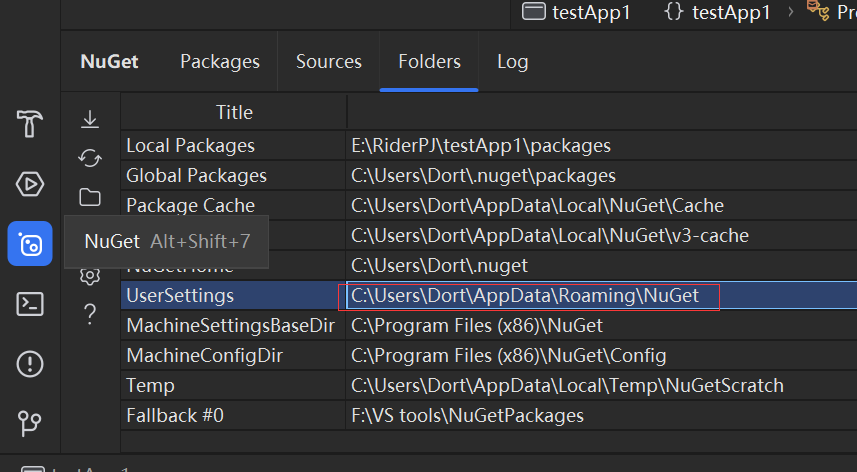 testApp1 {} testApp1 > Pr
NuGet Packages Sources Folders Log
Title
Local Packages E:\RiderPJ\testApp1\packages
Global Packages C:\Users\Dort\.nuget\packages
Package Cache C:\Users\Dort\AppData\Local\NuGet\Cache
NuGet Alt+Shift+7 C:\Users\Dort\AppData\Local\NuGet\v3-cache
NuGetHome C:\Users\Dort\.nuget
UserSettings C:\Users\Dort\AppData\Roaming\NuGet
MachineSettingsBaseDir C:\Program Files (x86)\NuGet
MachineConfigDir C:\Program Files (x86)\NuGet\Config
Temp C:\Users\Dort\AppData\Local\Temp\NuGetScratch
Fallback #0 F:\VS tools\NuGetPackages
testApp1